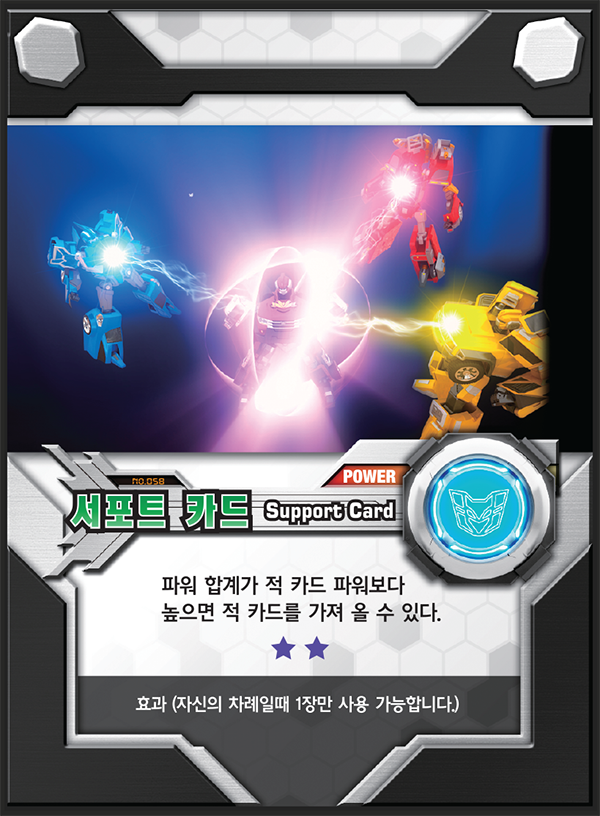 NO.058
POWER
서포트 카드 Support Card
파워 합계가 적 카드 파워보다
높으면 적 카드를 가져 올 수 있다.
효과 (자신의 차례일때 1장만 사용 가능합니다.)